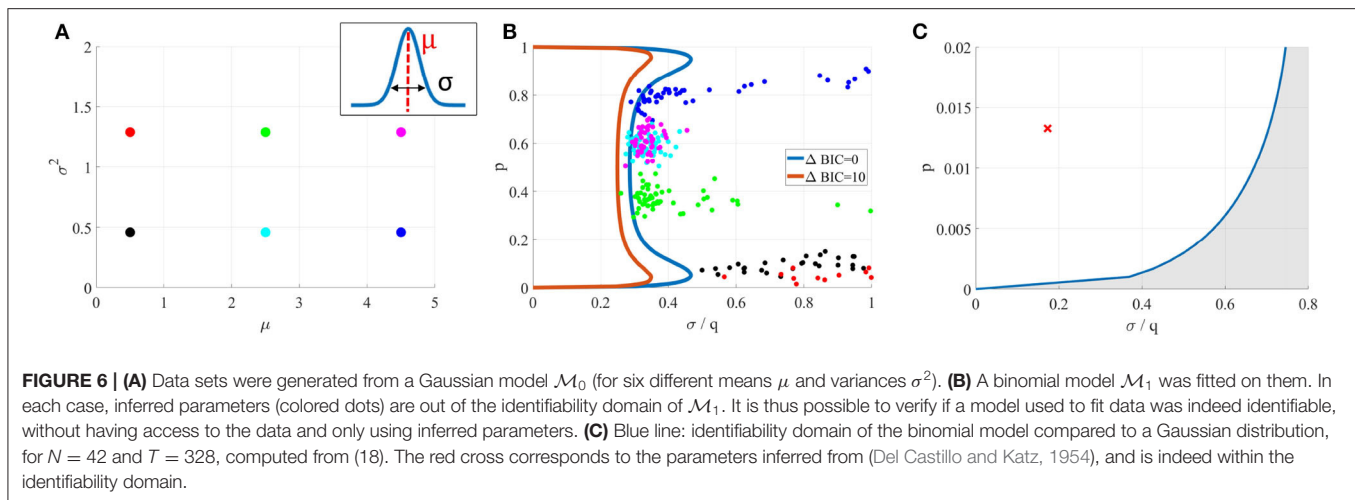 A
2
1.5
1
0.5
0
σ²
0
1
2
3
4
5
μ
μ
σ
B
1
0.8
0.6
0.4
0.2
0
p
0
0.2
0.4
0.6
0.8
1
σ / q
Δ BIC=0
Δ BIC=10
C
0.02
0.015
0.01
0.005
0
p
0
0.2
0.4
0.6
0.8
σ / q
FIGURE 6 | (A) Data sets were generated from a Gaussian model ℳ₀ (for six different means μ and variances σ²). (B) A binomial model ℳ₁ was fitted on them. In
each case, inferred parameters (colored dots) are out of the identifiability domain of ℳ₁. It is thus possible to verify if a model used to fit data was indeed identifiable,
without having access to the data and only using inferred parameters. (C) Blue line: identifiability domain of the binomial model compared to a Gaussian distribution,
for N = 42 and T = 328, computed from (18). The red cross corresponds to the parameters inferred from (Del Castillo and Katz, 1954), and is indeed within the
identifiability domain.